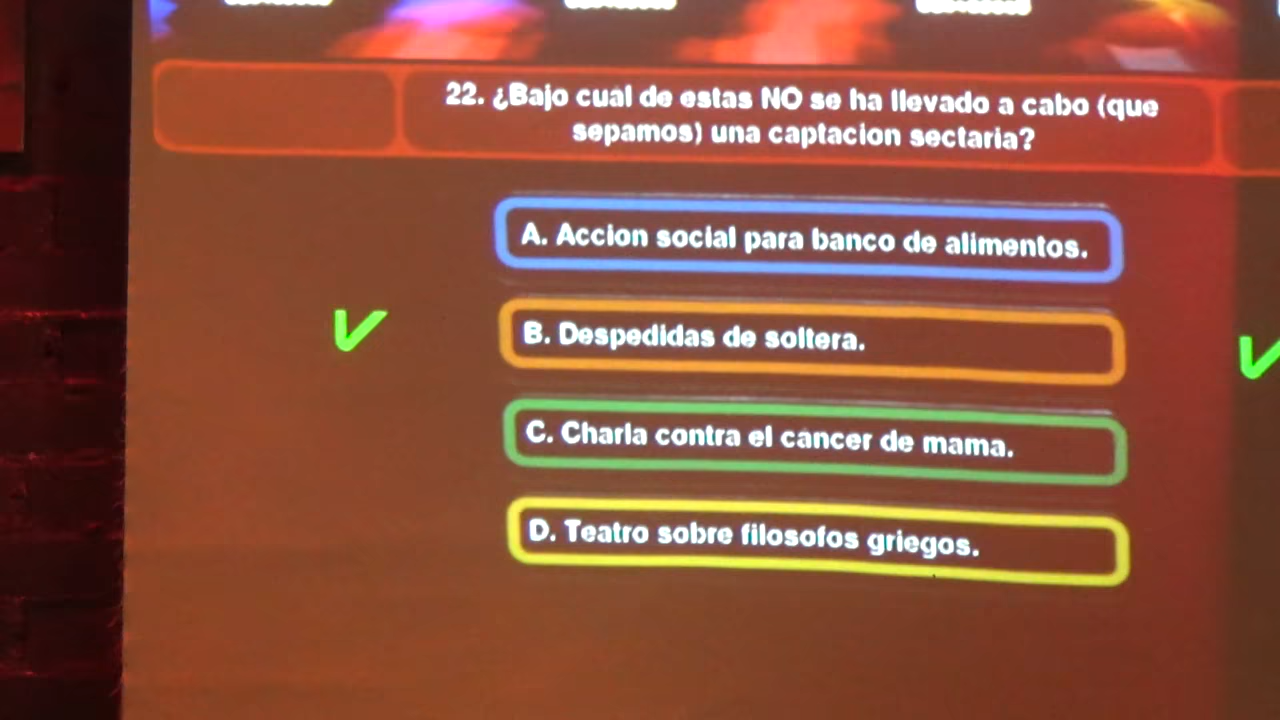 22. ¿Bajo cual de estas NO se ha llevado a cabo (que
sepamos) una captacion sectaria?
A. Accion social para banco de alimentos.
B. Despedidas de soltera.
C. Charla contra el cancer de mama.
D. Teatro sobre filosofos griegos.